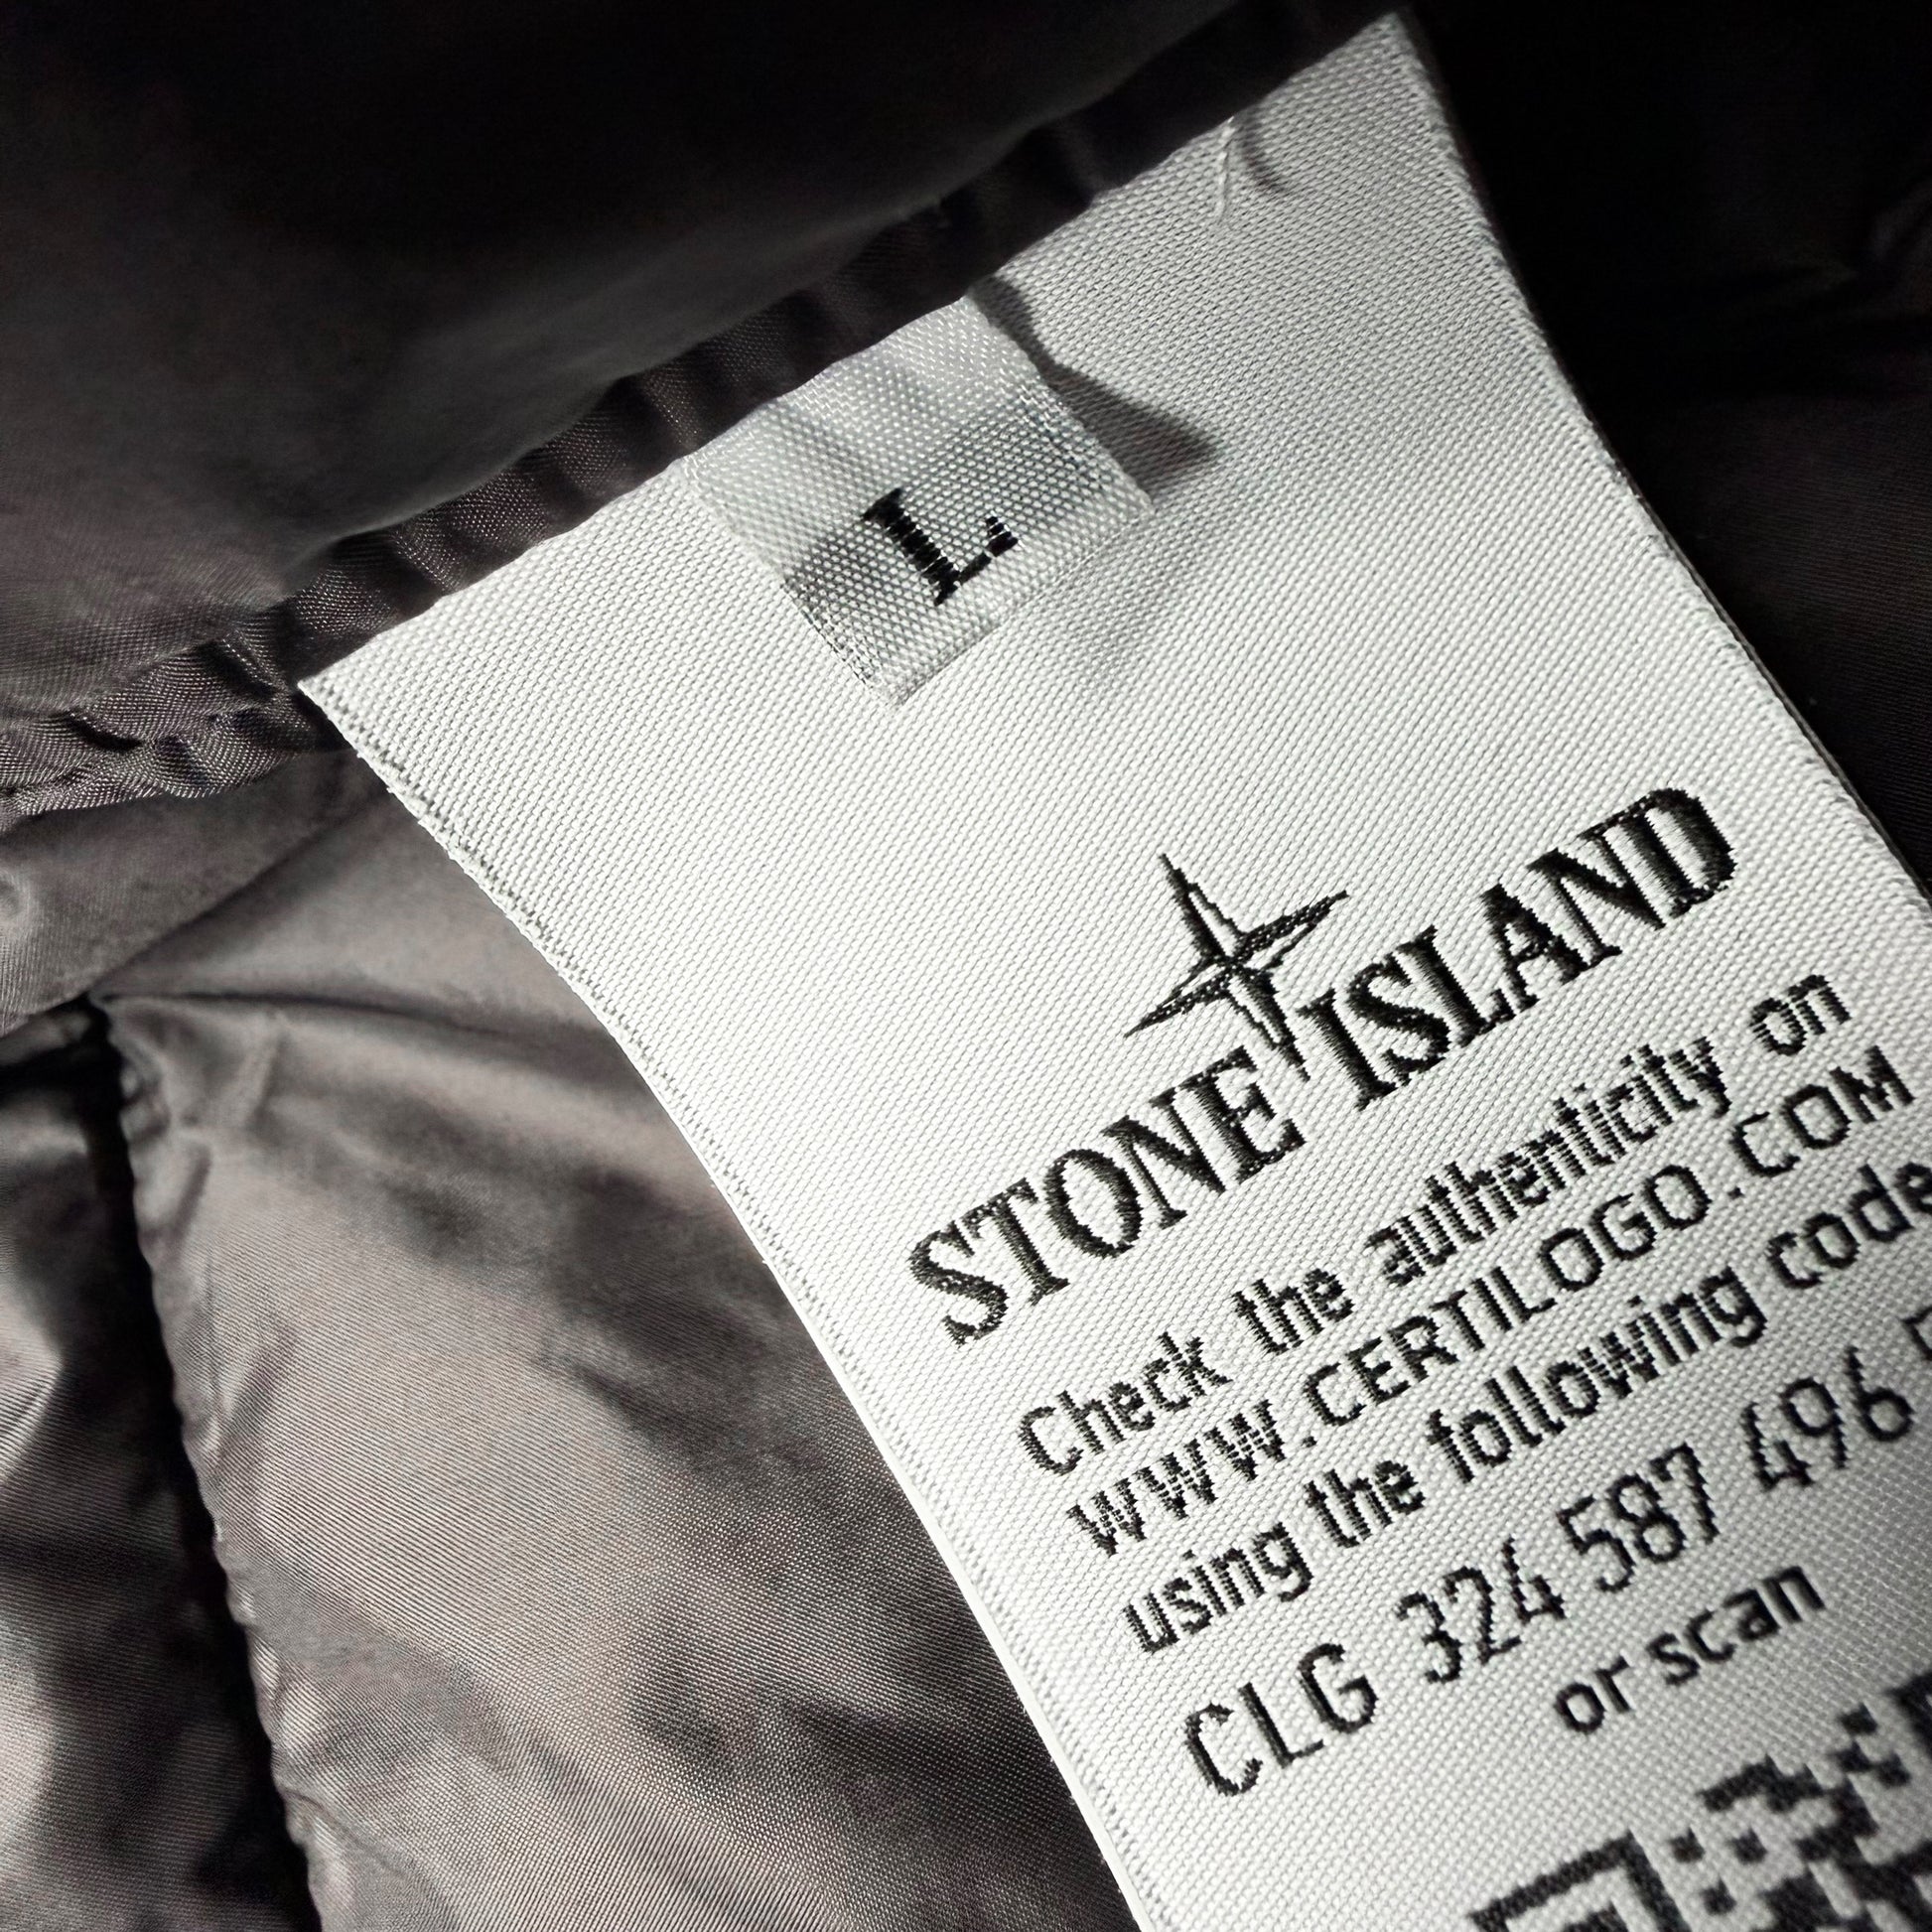 L
STONE ISLAND
Check the authenticity on
WWW.CERTILOGO.COM
using the following code
CLG 324 587 496
or scan